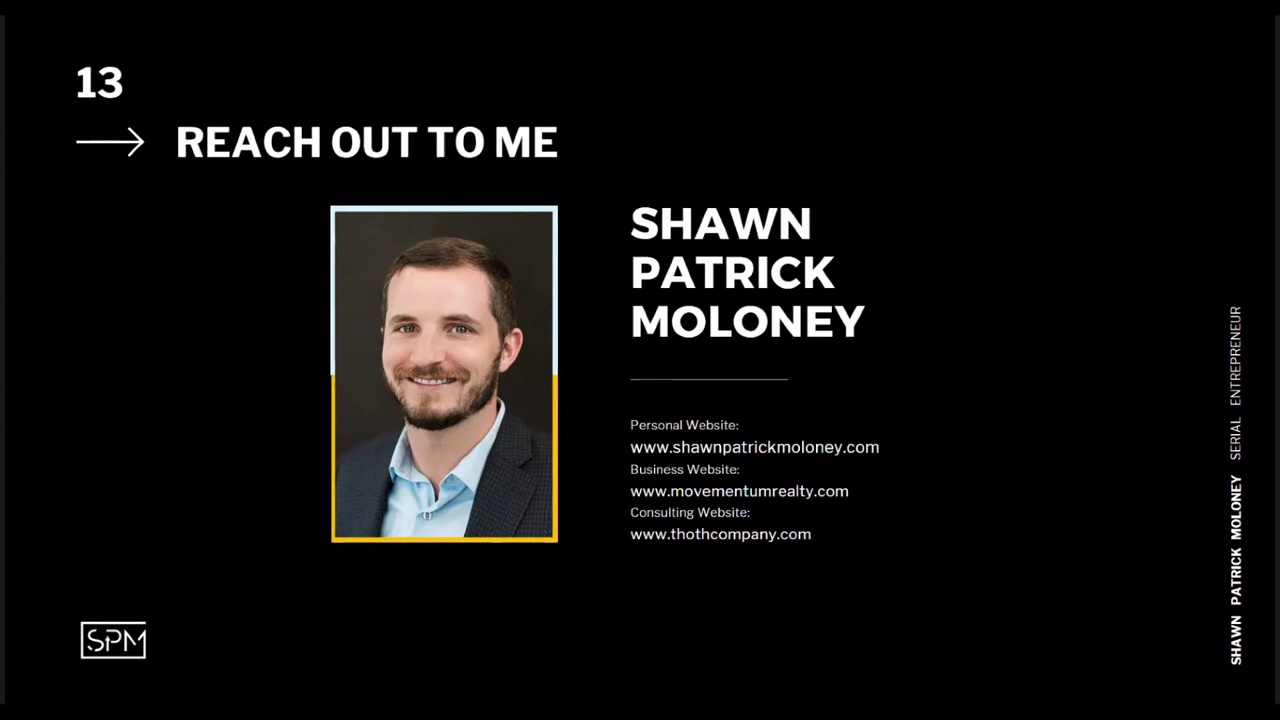 13
REACH OUT TO ME
SHAWN
PATRICK
MOLONEY
Personal Website:
www.shawnpatrickmoloney.com
Business Website:
www.movementumrealty.com
Consulting Website:
www.thothcompany.com
SPM
SHAWN PATRICK MOLONEY SERIAL ENTREPRENEUR